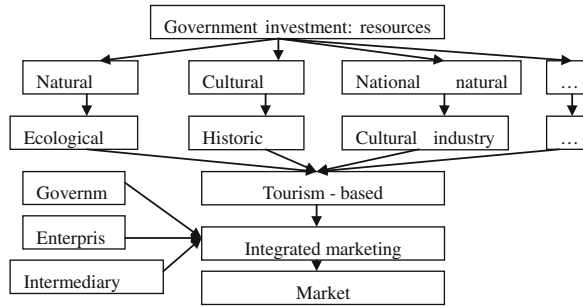 Government investment: resources
Natural
Cultural
National natural
...
Ecological
Historic
Cultural industry
...
Tourism - based
Governm
Enterpris
Integrated marketing
Intermediary
Market